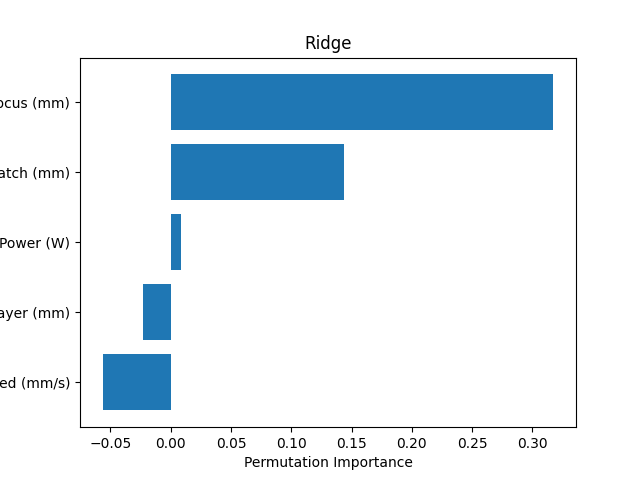 Ridge
ocus (mm)
atch (mm)
Power (W)
ayer (mm)
ed (mm/s)
−0.05 0.00 0.05 0.10 0.15 0.20 0.25 0.30
Permutation Importance